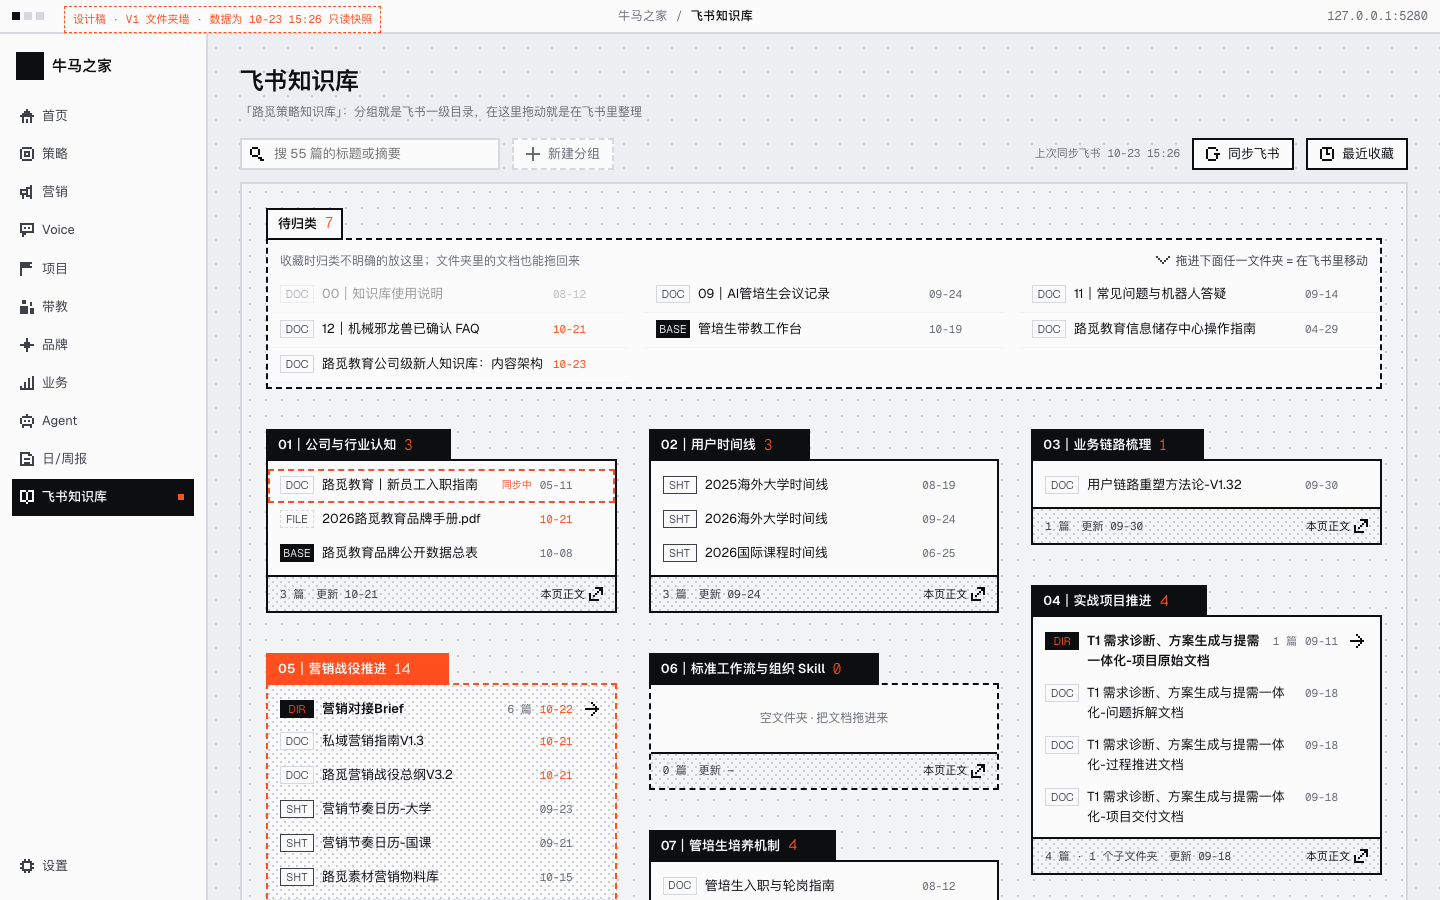 设计稿 · V1 文件夹墙 · 数据为 10-23 15:26 只读快照
牛马之家 / 飞书知识库
127.0.0.1:5280
牛马之家
首页
策略
营销
Voice
项目
带教
品牌
业务
Agent
日/周报
飞书知识库
设置
飞书知识库
「路觅策略知识库」：分组就是飞书一级目录，在这里拖动就是在飞书里整理
搜 55 篇的标题或摘要
新建分组
上次同步飞书 10-23 15:26
同步飞书
最近收藏
待归类 7
收藏时归类不明确的放这里；文件夹里的文档也能拖回来
拖进下面任一文件夹 = 在飞书里移动
DOC 00｜知识库使用说明 08-12
DOC 09｜AI管培生会议记录 09-24
DOC 11｜常见问题与机器人答疑 09-14
DOC 12｜机械邪龙兽已确认 FAQ 10-21
BASE 管培生带教工作台 10-19
DOC 路觅教育信息储存中心操作指南 04-29
DOC 路觅教育公司级新人知识库：内容架构 10-23
01｜公司与行业认知 3
DOC 路觅教育｜新员工入职指南 同步中 05-11
FILE 2026路觅教育品牌手册.pdf 10-21
BASE 路觅教育品牌公开数据总表 10-08
3 篇 更新 10-21 本页正文
02｜用户时间线 3
SHT 2025海外大学时间线 08-19
SHT 2026海外大学时间线 09-24
SHT 2026国际课程时间线 06-25
3 篇 更新 09-24 本页正文
03｜业务链路梳理 1
DOC 用户链路重塑方法论-V1.32 09-30
1 篇 更新 09-30 本页正文
04｜实战项目推进 4
DIR T1 需求诊断、方案生成与提需 1 篇 09-11
一体化-项目原始文档
DOC T1 需求诊断、方案生成与提需一体 09-18
化-问题拆解文档
DOC T1 需求诊断、方案生成与提需一体 09-18
化-过程推进文档
DOC T1 需求诊断、方案生成与提需一体 09-18
化-项目交付文档
4 篇 · 1 个子文件夹 更新 09-18 本页正文
05｜营销战役推进 14
DIR 营销对接Brief 6 篇 10-22
DOC 私域营销指南V1.3 10-21
DOC 路觅营销战役总纲V3.2 10-21
SHT 营销节奏日历-大学 09-23
SHT 营销节奏日历-国课 09-21
SHT 路觅素材营销物料库 10-15
06｜标准工作流与组织 Skill 0
空文件夹 · 把文档拖进来
0 篇 更新 — 本页正文
07｜管培生培养机制 4
DOC 管培生入职与轮岗指南 08-12